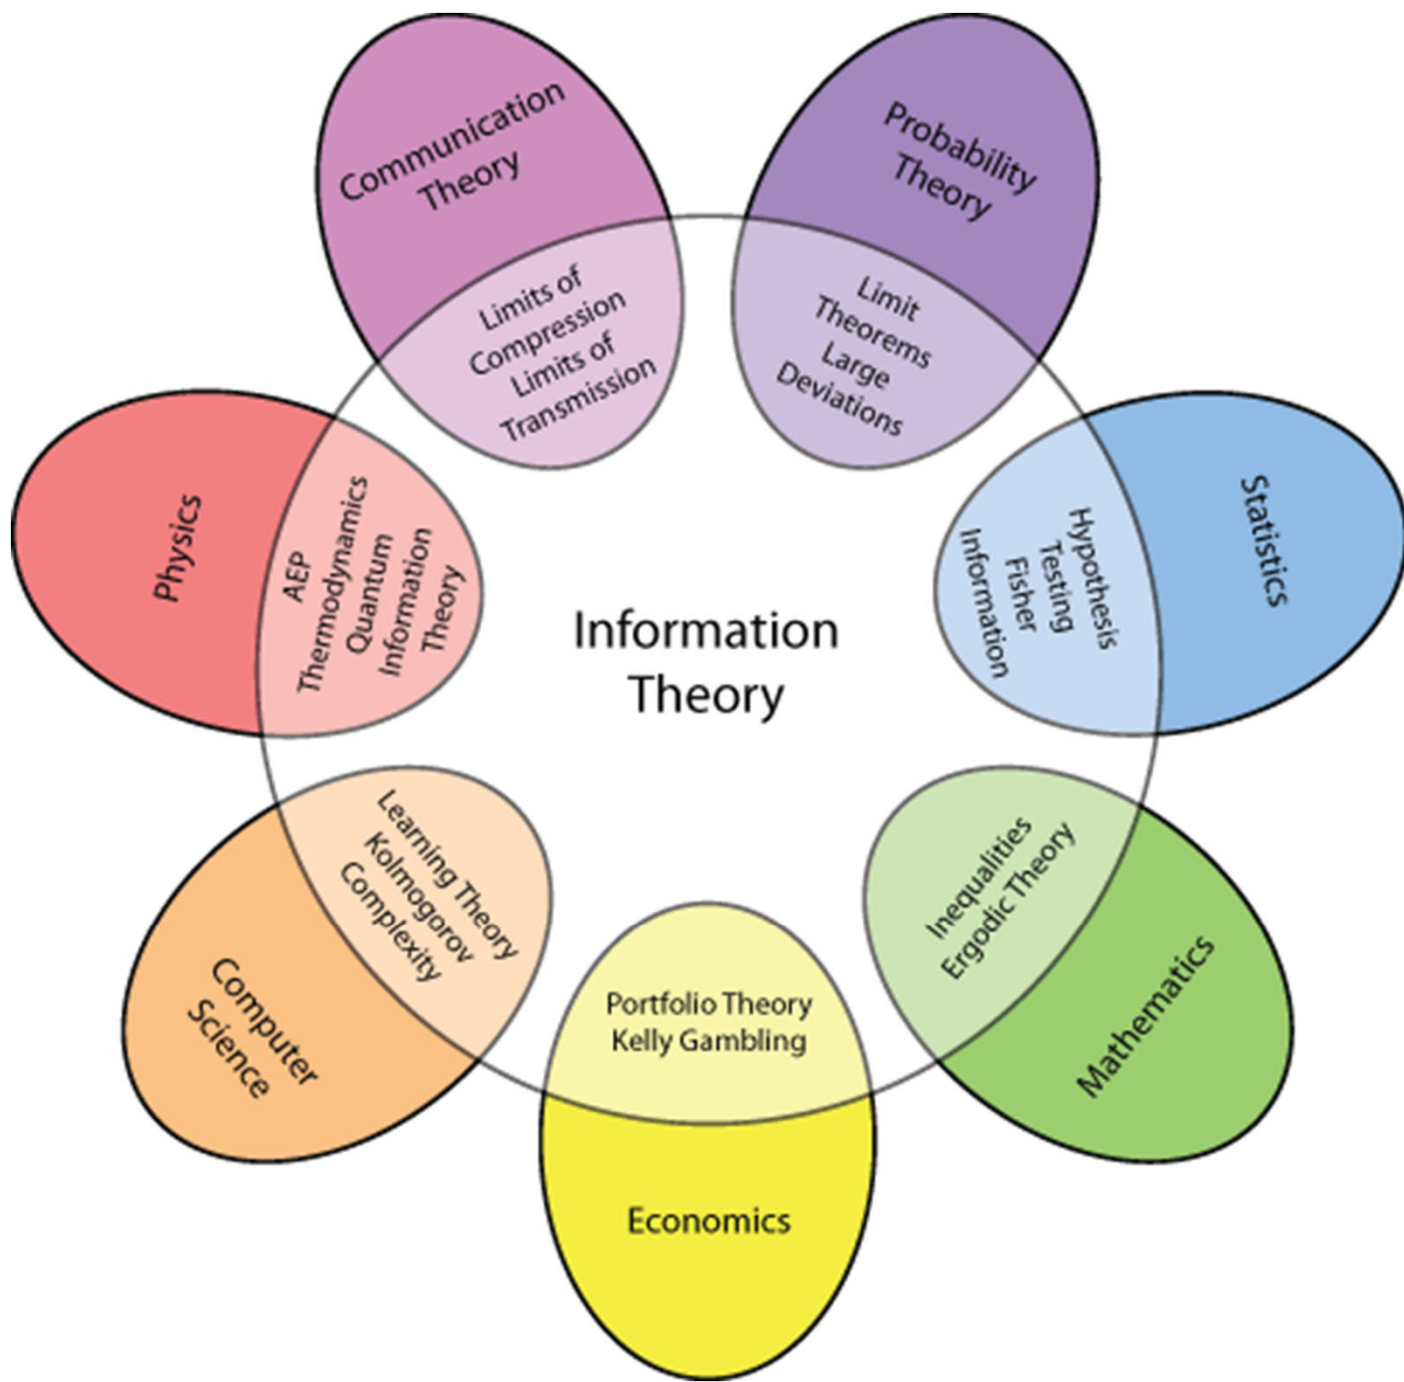 Communication
Theory
Limits of
Compression
Limits of
Transmission
Probability
Theory
Limit
Theorems
Large
Deviations
Statistics
Hypothesis
Testing
Fisher
Information
Mathematics
Inequalities
Ergodic Theory
Economics
Portfolio Theory
Kelly Gambling
Computer
Science
Learning Theory
Kolmogorov
Complexity
Physics
AEP
Thermodynamics
Quantum
Information
Theory
Information
Theory